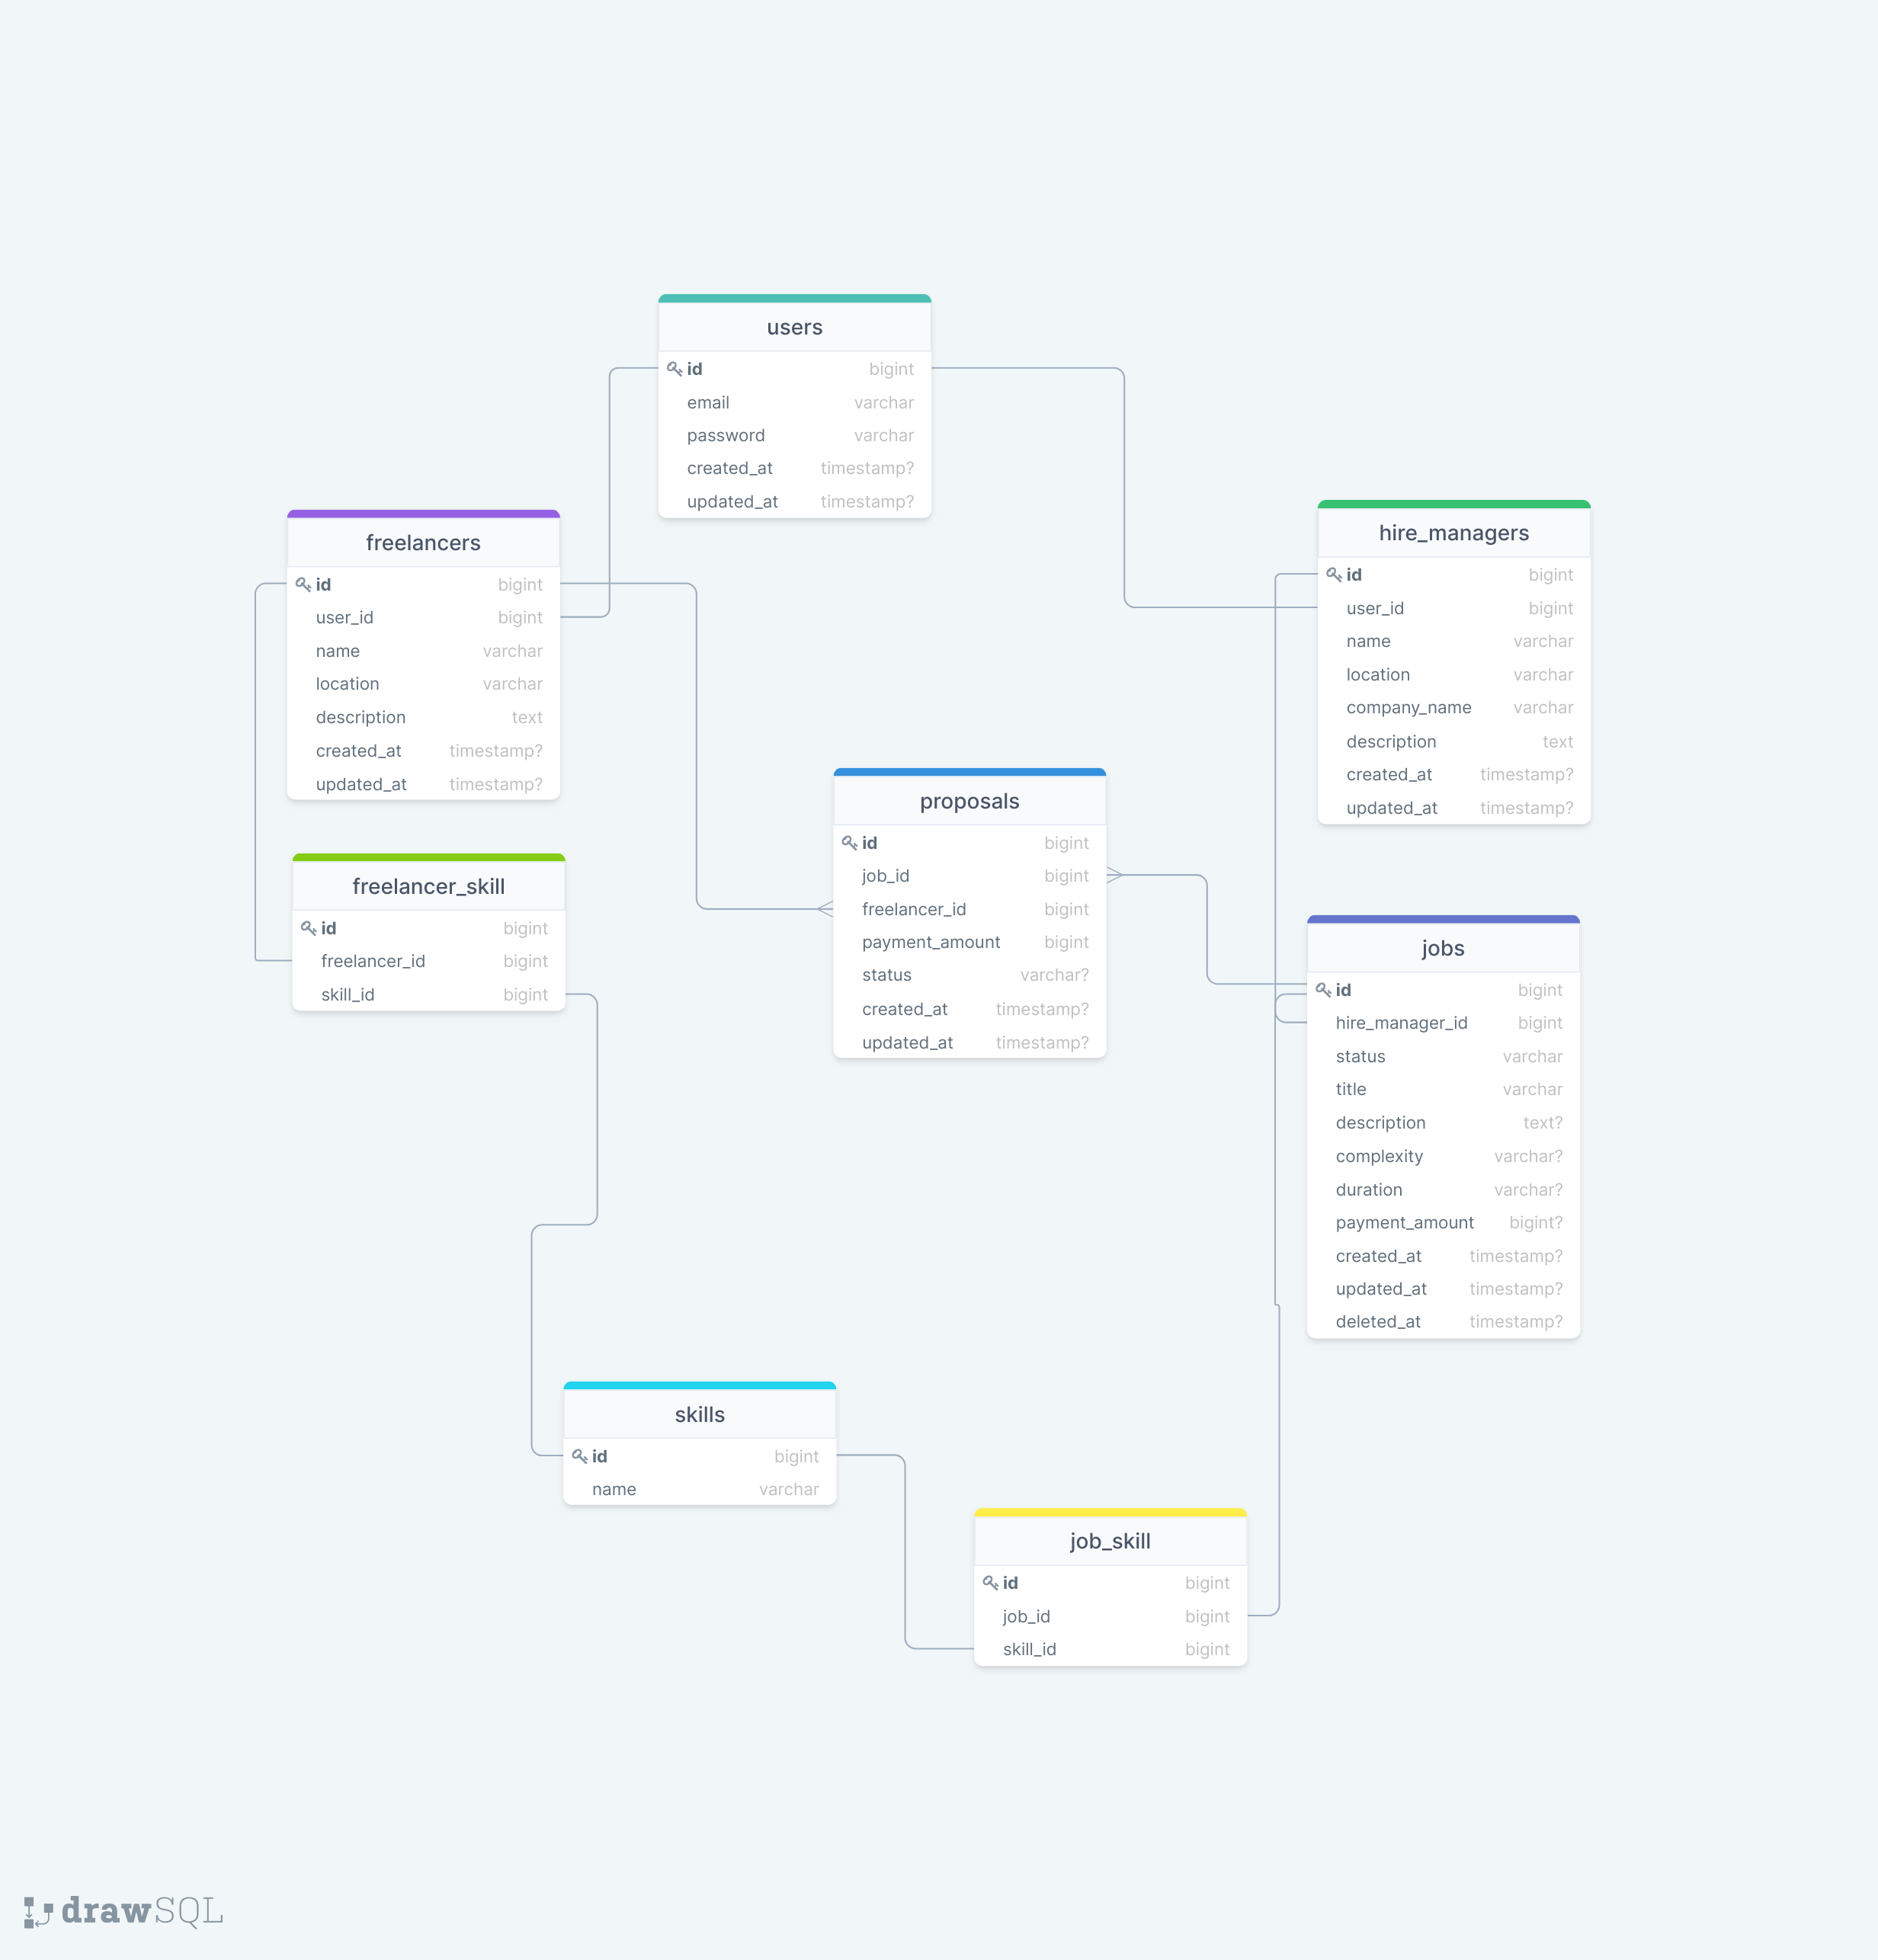 users
id bigint
email varchar
password varchar
created_at timestamp?
updated_at timestamp?
freelancers
id bigint
user_id bigint
name varchar
location varchar
description text
created_at timestamp?
updated_at timestamp?
hire_managers
id bigint
user_id bigint
name varchar
location varchar
company_name varchar
description text
created_at timestamp?
updated_at timestamp?
proposals
id bigint
job_id bigint
freelancer_id bigint
payment_amount bigint
status varchar?
created_at timestamp?
updated_at timestamp?
freelancer_skill
id bigint
freelancer_id bigint
skill_id bigint
jobs
id bigint
hire_manager_id bigint
status varchar
title varchar
description text?
complexity varchar?
duration varchar?
payment_amount bigint?
created_at timestamp?
updated_at timestamp?
deleted_at timestamp?
skills
id bigint
name varchar
job_skill
id bigint
job_id bigint
skill_id bigint
drawSQL